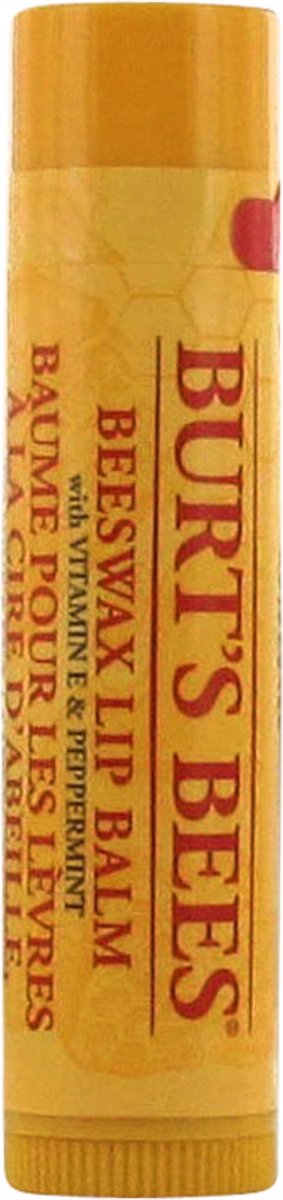 BURT'S BEES®
BEESWAX LIP BALM
with VITAMIN E & PEPPERMINT
BAUME POUR LES LÈVRES
À LA CIRE D'ABEILLE,